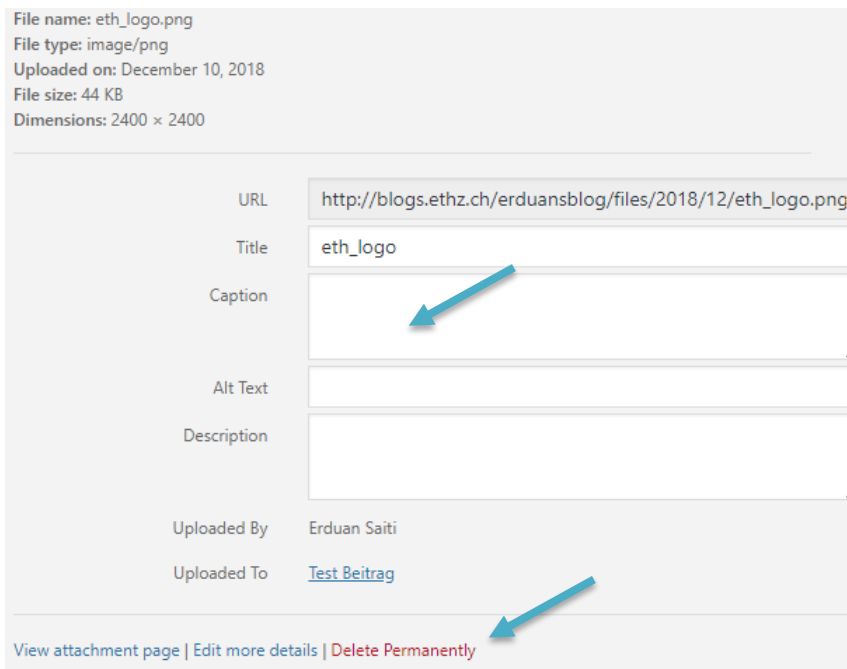 File name: eth_logo.png
File type: image/png
Uploaded on: December 10, 2018
File size: 44 KB
Dimensions: 2400 × 2400
URL http://blogs.ethz.ch/erduansblog/files/2018/12/eth_logo.png
Title eth_logo
Caption
Alt Text
Description
Uploaded By Erduan Saiti
Uploaded To Test Beitrag
View attachment page | Edit more details | Delete Permanently